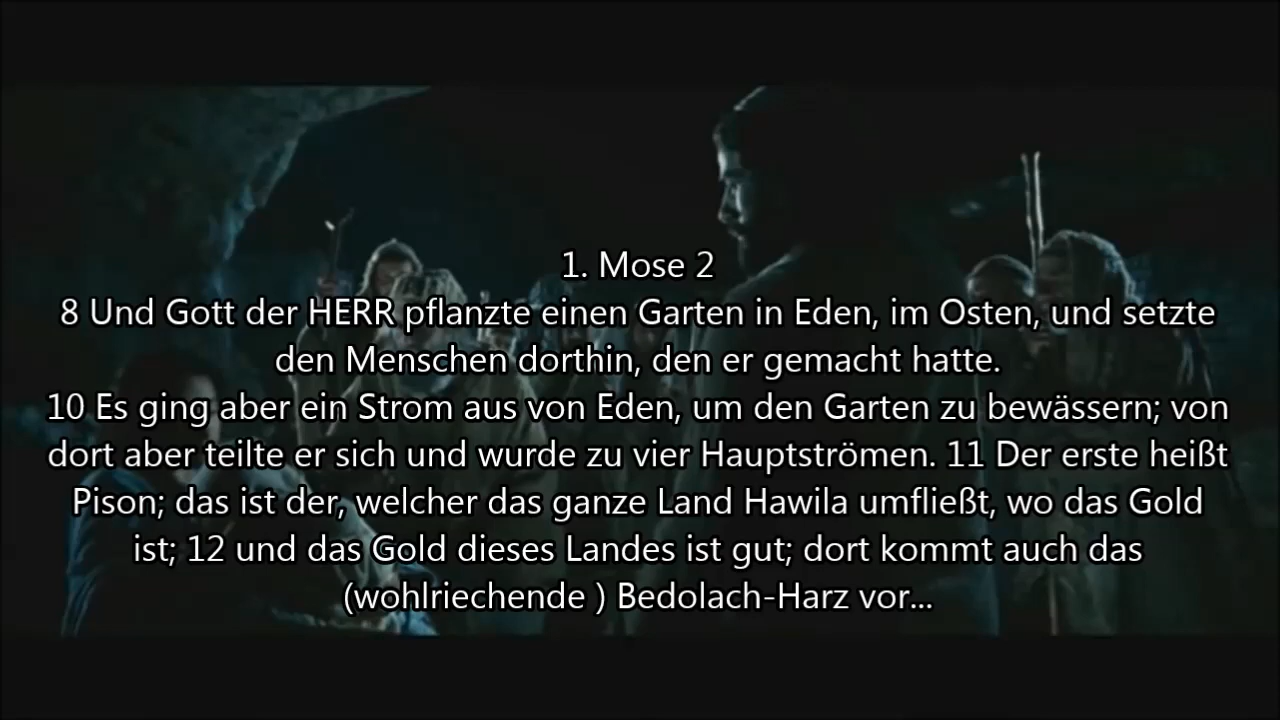 1. Mose 2
8 Und Gott der HERR pflanzte einen Garten in Eden, im Osten, und setzte
den Menschen dorthin, den er gemacht hatte.
10 Es ging aber ein Strom aus von Eden, um den Garten zu bewässern; von
dort aber teilte er sich und wurde zu vier Hauptströmen. 11 Der erste heißt
Pison; das ist der, welcher das ganze Land Hawila umfließt, wo das Gold
ist; 12 und das Gold dieses Landes ist gut; dort kommt auch das
(wohlriechende ) Bedolach-Harz vor...